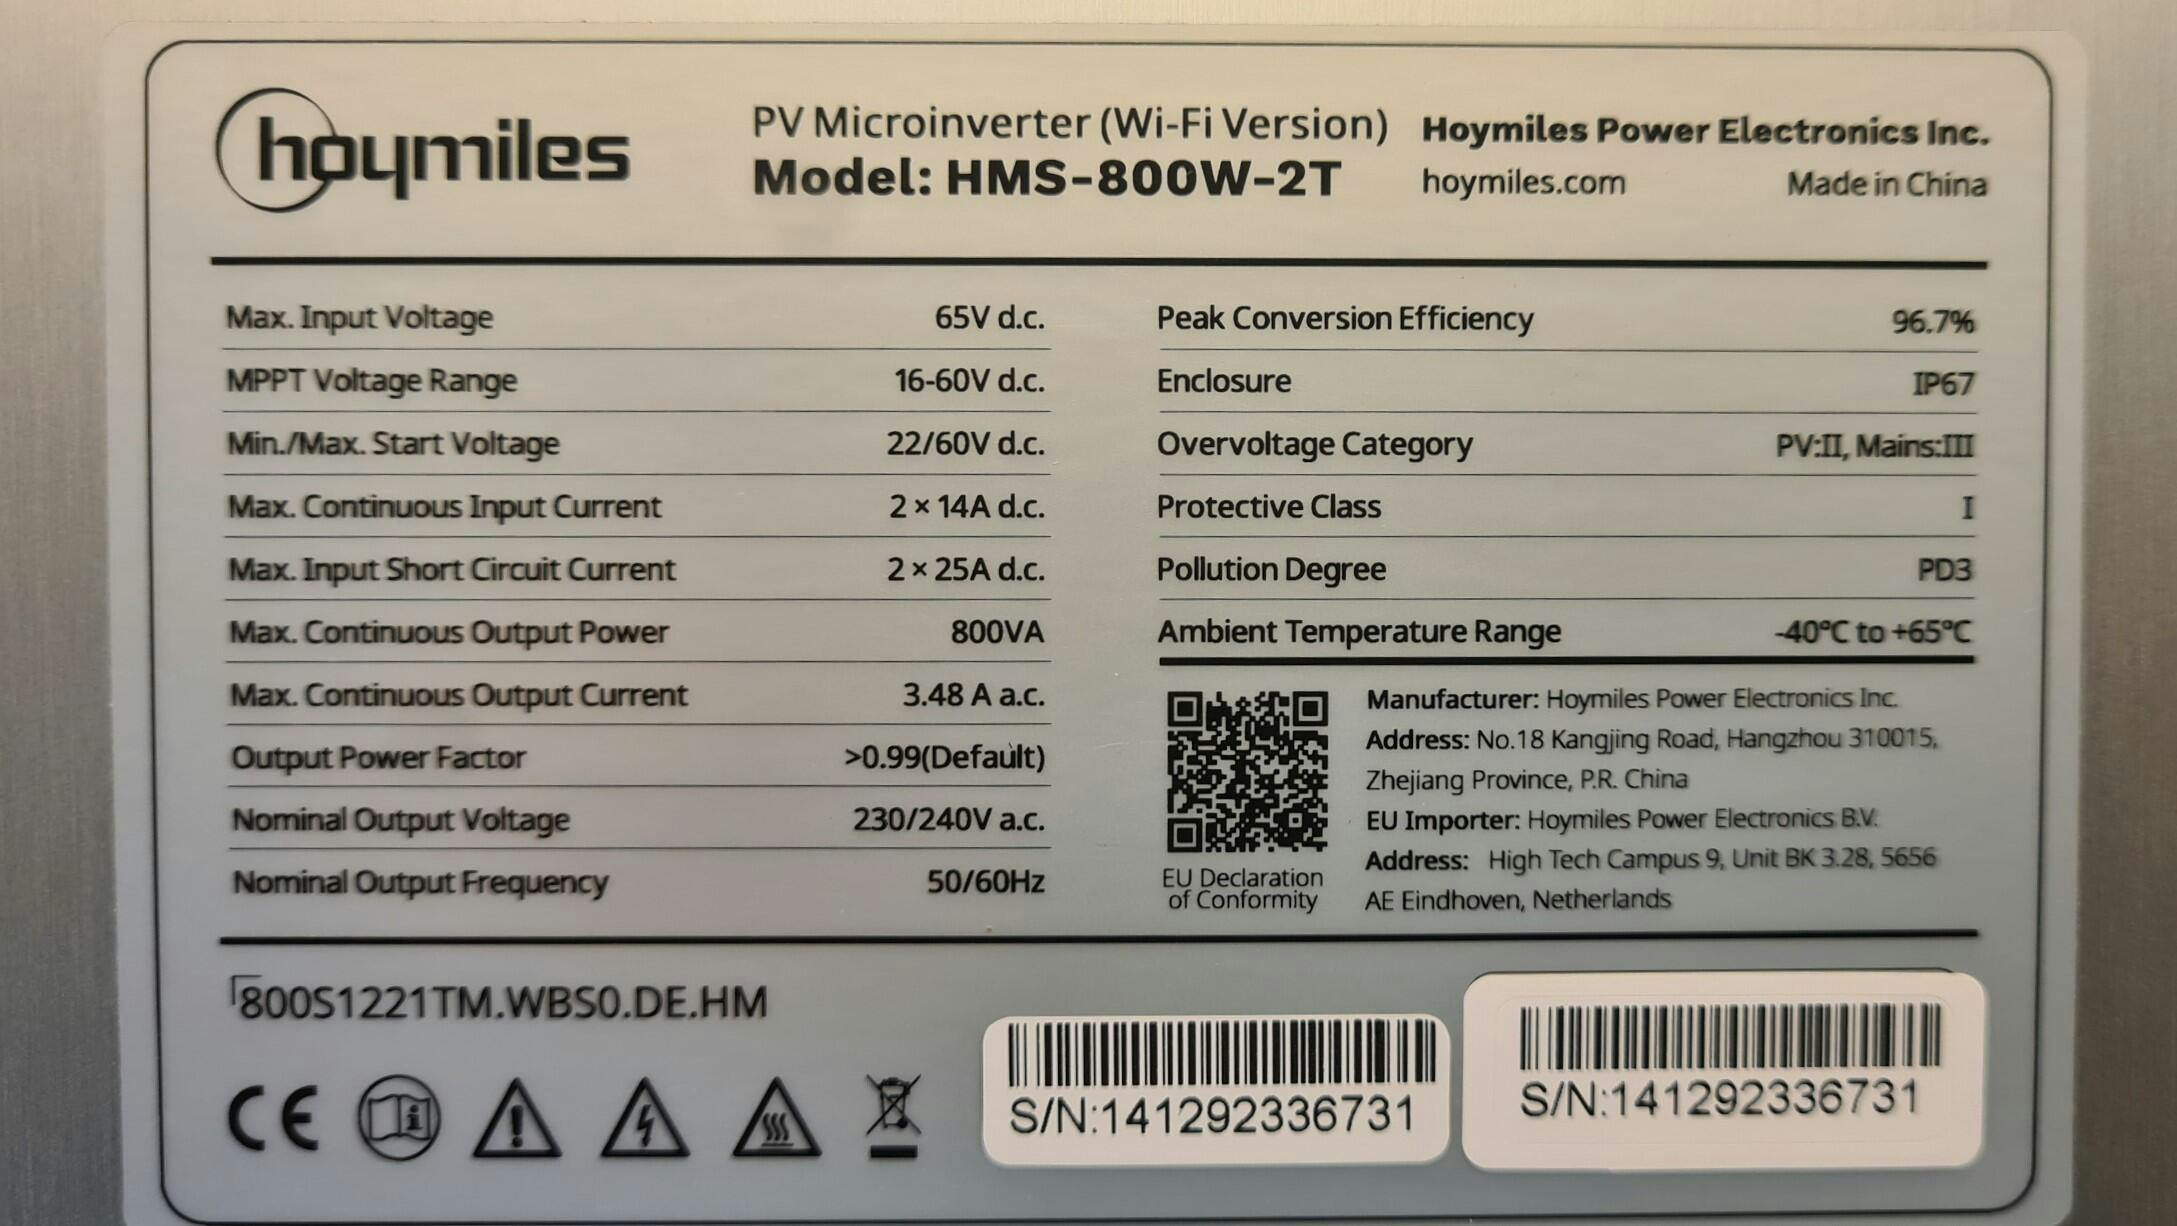 hoymiles
PV Microinverter (Wi-Fi Version)
Model: HMS-800W-2T
Hoymiles Power Electronics Inc.
hoymiles.com Made in China
Max. Input Voltage 65V d.c.
MPPT Voltage Range 16-60V d.c.
Min./Max. Start Voltage 22/60V d.c.
Max. Continuous Input Current 2 × 14A d.c.
Max. Input Short Circuit Current 2 × 25A d.c.
Max. Continuous Output Power 800VA
Max. Continuous Output Current 3.48 A a.c.
Output Power Factor >0.99(Default)
Nominal Output Voltage 230/240V a.c.
Nominal Output Frequency 50/60Hz
Peak Conversion Efficiency 96.7%
Enclosure IP67
Overvoltage Category PV:II, Mains:III
Protective Class I
Pollution Degree PD3
Ambient Temperature Range -40°C to +65°C
EU Declaration
of Conformity
Manufacturer: Hoymiles Power Electronics Inc.
Address: No.18 Kangjing Road, Hangzhou 310015,
Zhejiang Province, P.R. China
EU Importer: Hoymiles Power Electronics B.V.
Address: High Tech Campus 9, Unit BK 3.28, 5656
AE Eindhoven, Netherlands
800S1221TM.WBS0.DE.HM
CE
S/N:141292336731
S/N:141292336731